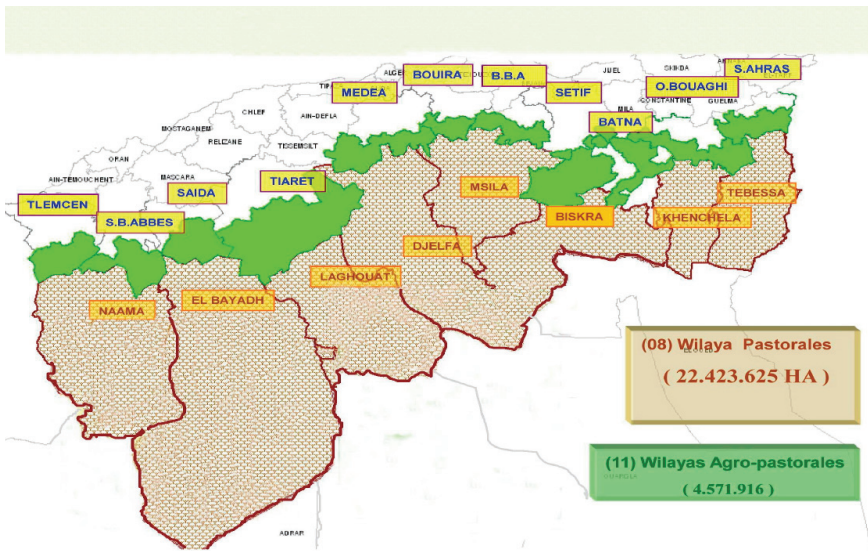 S.AHRAS
BOUIRA
B.B.A
JIJEL
SKIKDA
MEDEA
SETIF
O.BOUAGHI
MILA
CONSTANTINE
GUELMA
CHLEF
AIN-DEFLA
BATNA
MOSTAGANEM
RELIZANE
TISSEMSILT
ORAN
AIN-TEMOUCHENT
MASCARA
TIARET
SAIDA
TLEMCEN
MSILA
TEBESSA
S.B.ABBES
BISKRA
KHENCHELA
DJELFA
LAGHOUAT
EL BAYADH
NAAMA
(08) Wilaya Pastorales
( 22.423.625 HA )
(11) Wilayas Agro-pastorales
( 4.571.916 )
ADRAR